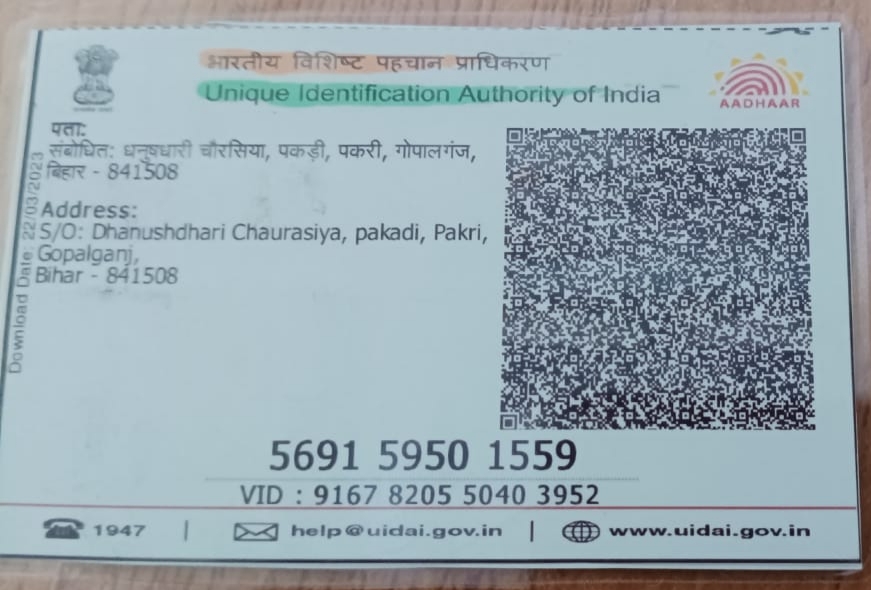 भारतीय विशिष्ट पहचान प्राधिकरण
Unique Identification Authority of India
AADHAAR
पता:
संबोधित: धनुषधारी चौरसिया, पकड़ी, पकरी, गोपालगंज,
बिहार - 841508
Address:
S/O: Dhanushdhari Chaurasiya, pakadi, Pakri,
Gopalganj,
Bihar - 841508
Download Date: 22/03/2023
5691 5950 1559
VID : 9167 8205 5040 3952
1947 | help@uidai.gov.in | www.uidai.gov.in